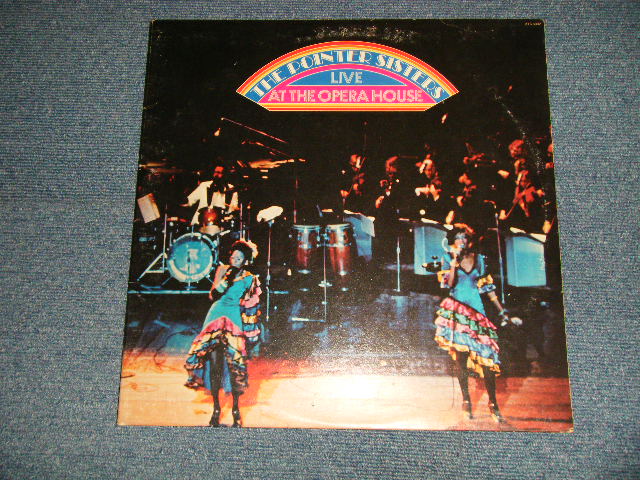 THE POINTER SISTERS
LIVE
AT THE OPERA HOUSE